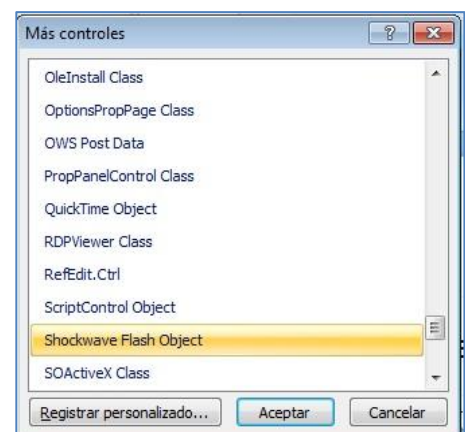 Más controles
OleInstall Class
OptionsPropPage Class
OWS Post Data
PropPanelControl Class
QuickTime Object
RDPViewer Class
RefEdit.Ctrl
ScriptControl Object
Shockwave Flash Object
SOActiveX Class
Registrar personalizado... Aceptar Cancelar